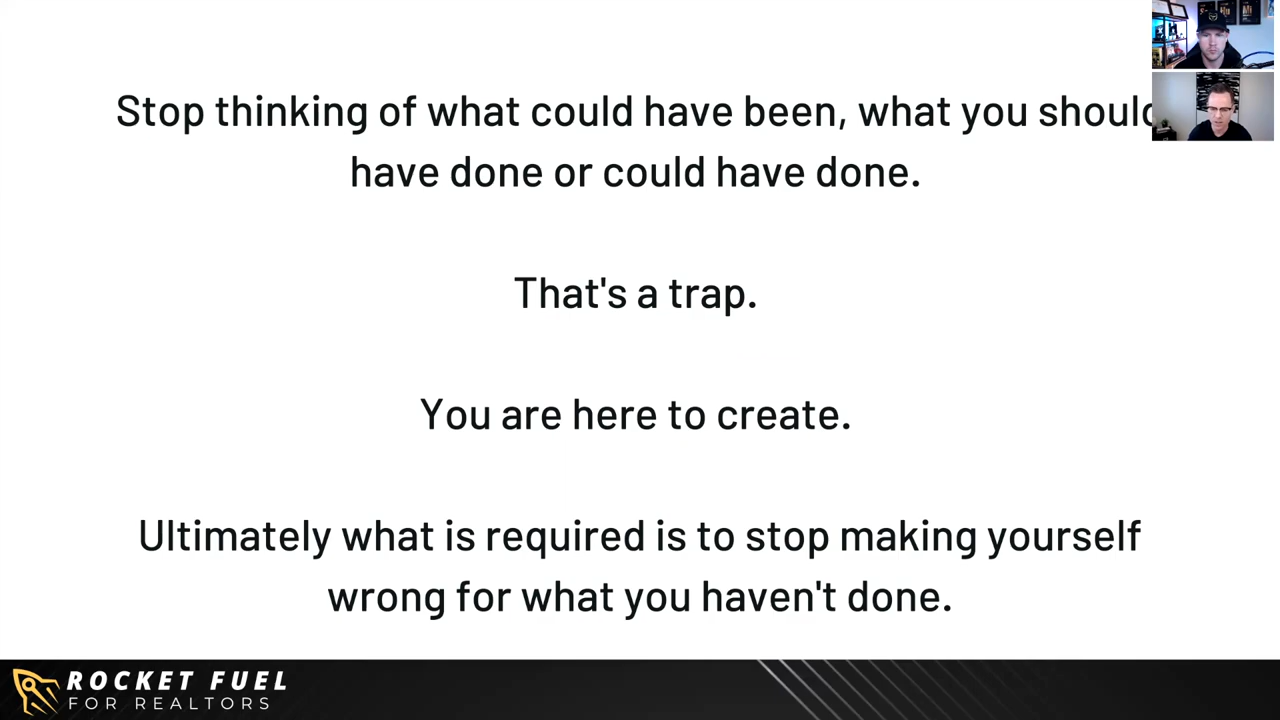 Stop thinking of what could have been, what you should
have done or could have done.
That's a trap.
You are here to create.
Ultimately what is required is to stop making yourself
wrong for what you haven't done.
ROCKET FUEL
FOR REALTORS